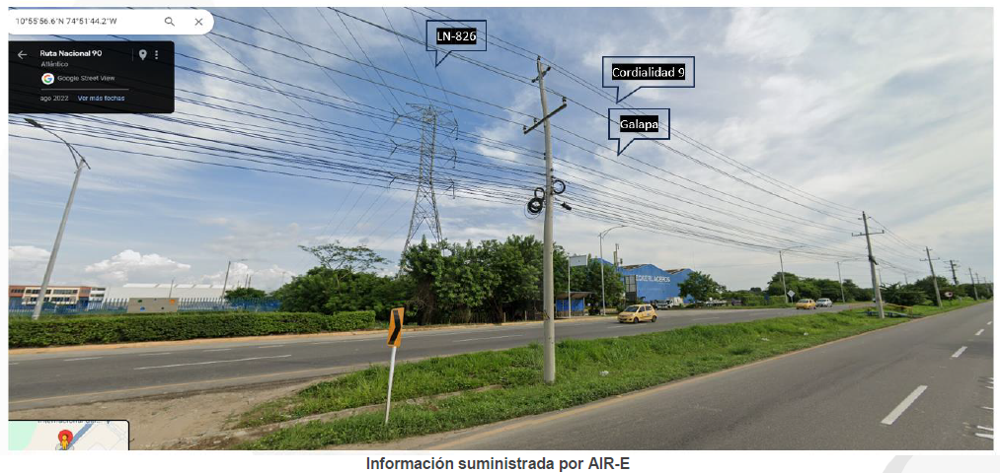 10°55'56.6"N 74°51'44.2"W
LN-826
Ruta Nacional 90
Atlántico
Google Street View
ago 2022 Ver más fechas
Cordialidad 9
Galapa
Información suministrada por AIR-E